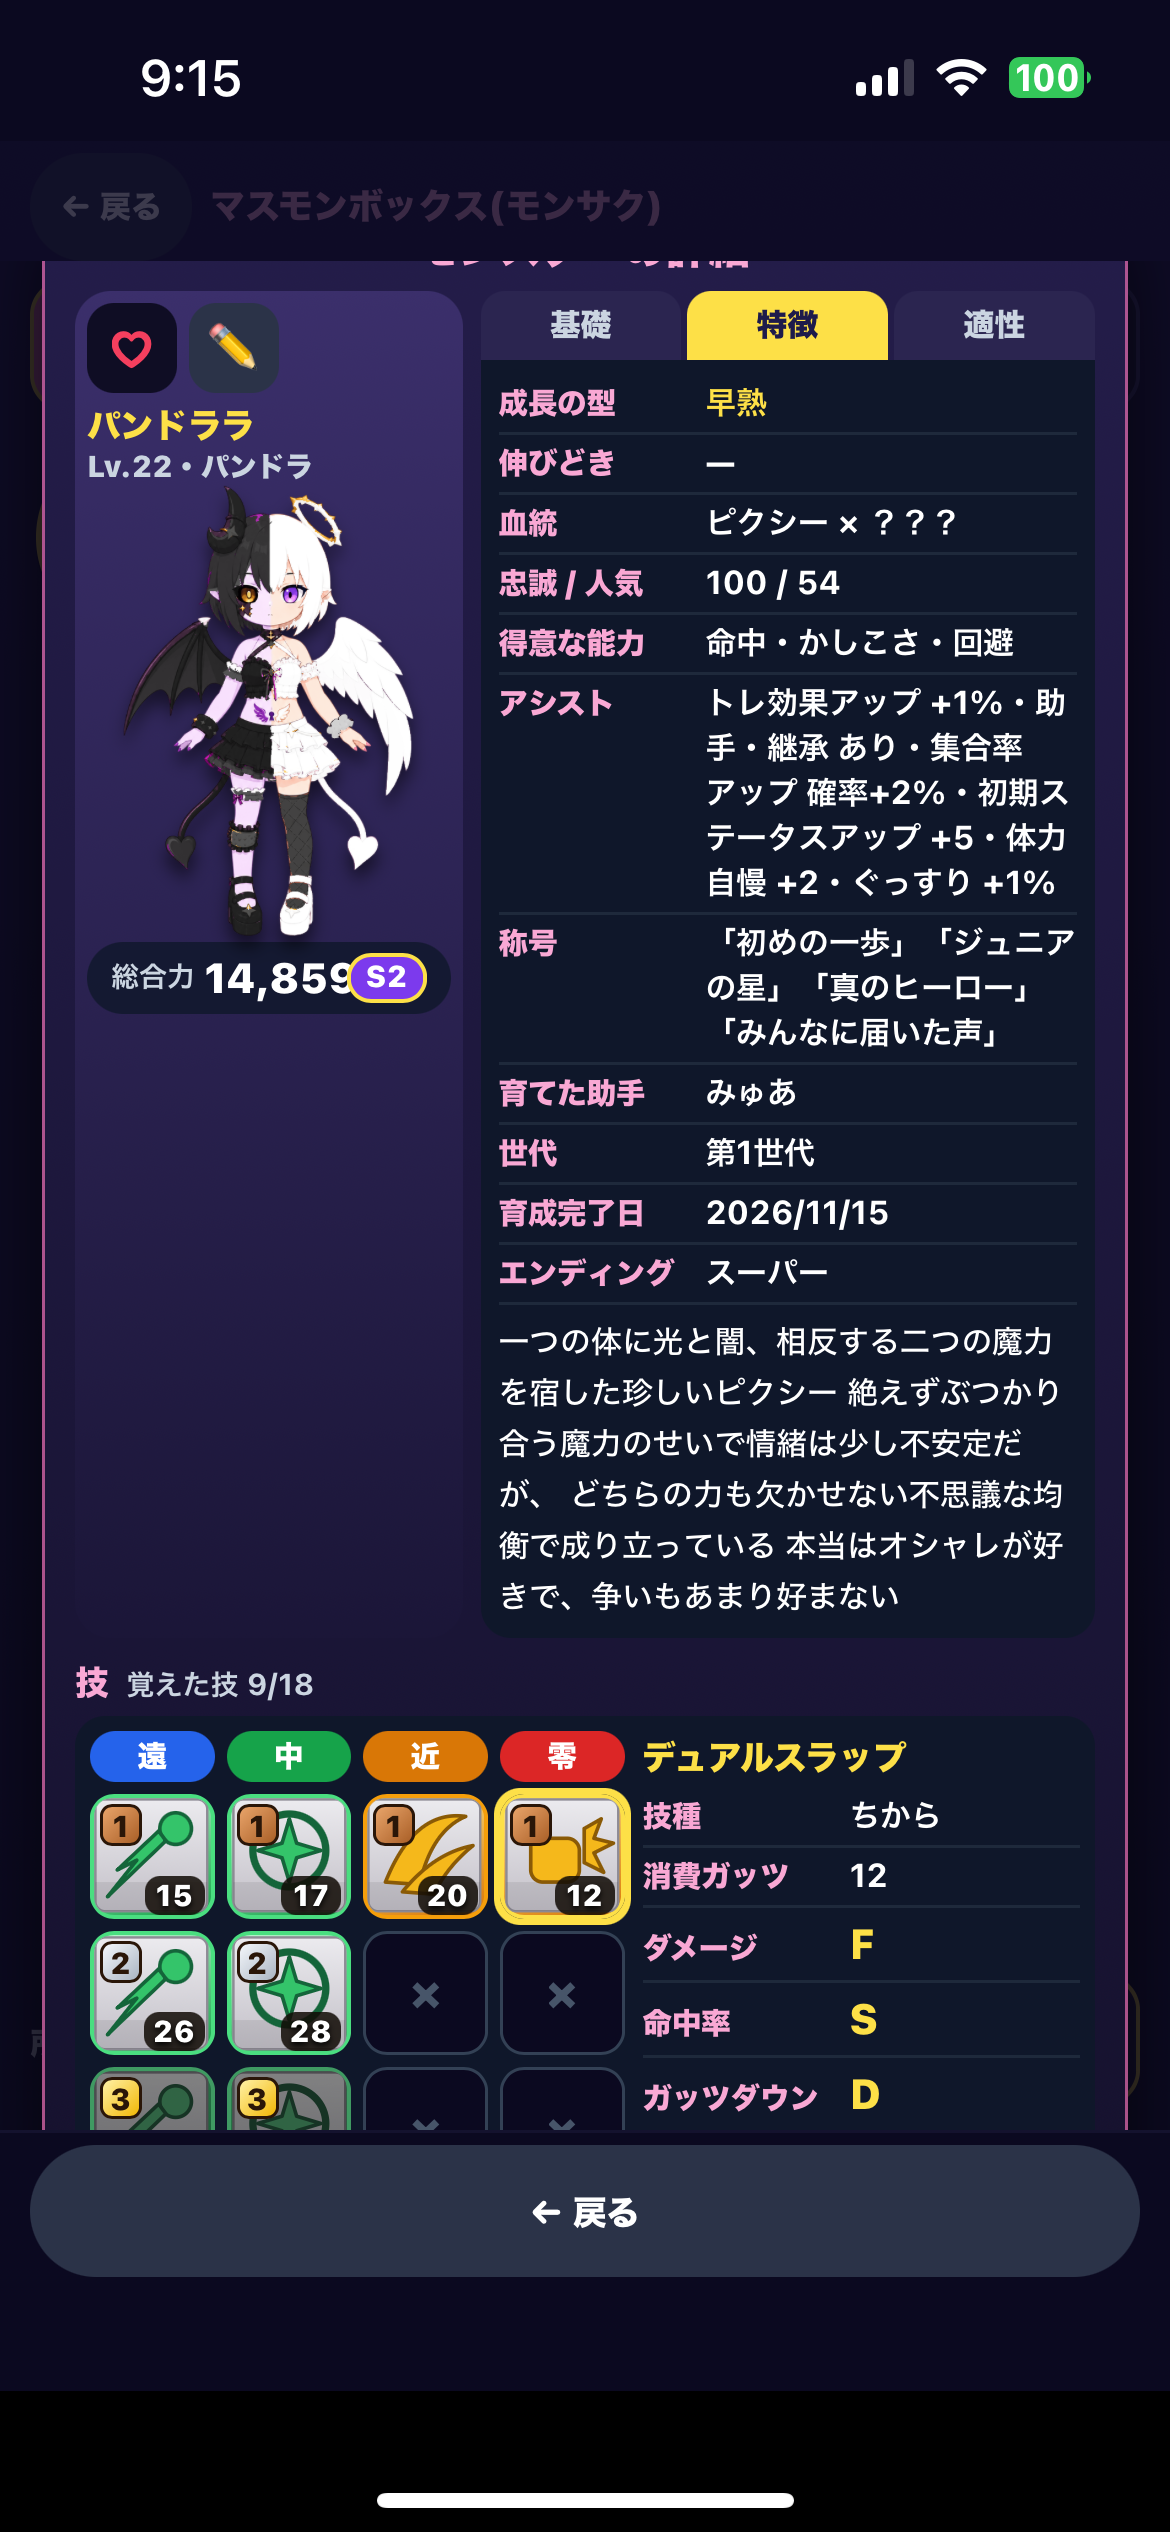 9:15
100
← 戻る
マスモンボックス(モンサク)
基礎
特徴
適性
パンドララ
Lv.22・パンドラ
総合力 14,859 S2
成長の型 早熟
伸びどき —
血統 ピクシー × ？？？
忠誠 / 人気 100 / 54
得意な能力 命中・かしこさ・回避
アシスト トレ効果アップ +1%・助
手・継承 あり・集合率
アップ 確率+2%・初期ス
テータスアップ +5・体力
自慢 +2・ぐっすり +1%
称号 「初めの一歩」 「ジュニア
の星」 「真のヒーロー」
「みんなに届いた声」
育てた助手 みゅあ
世代 第1世代
育成完了日 2026/11/15
エンディング スーパー
一つの体に光と闇、相反する二つの魔力
を宿した珍しいピクシー 絶えずぶつかり
合う魔力のせいで情緒は少し不安定だ
が、 どちらの力も欠かせない不思議な均
衡で成り立っている 本当はオシャレが好
きで、争いもあまり好まない
技 覚えた技 9/18
遠 中 近 零
1 15 1 17 1 20 1 12
2 26 2 28 × ×
3 3 × ×
デュアルスラップ
技種 ちから
消費ガッツ 12
ダメージ F
命中率 S
ガッツダウン D
← 戻る